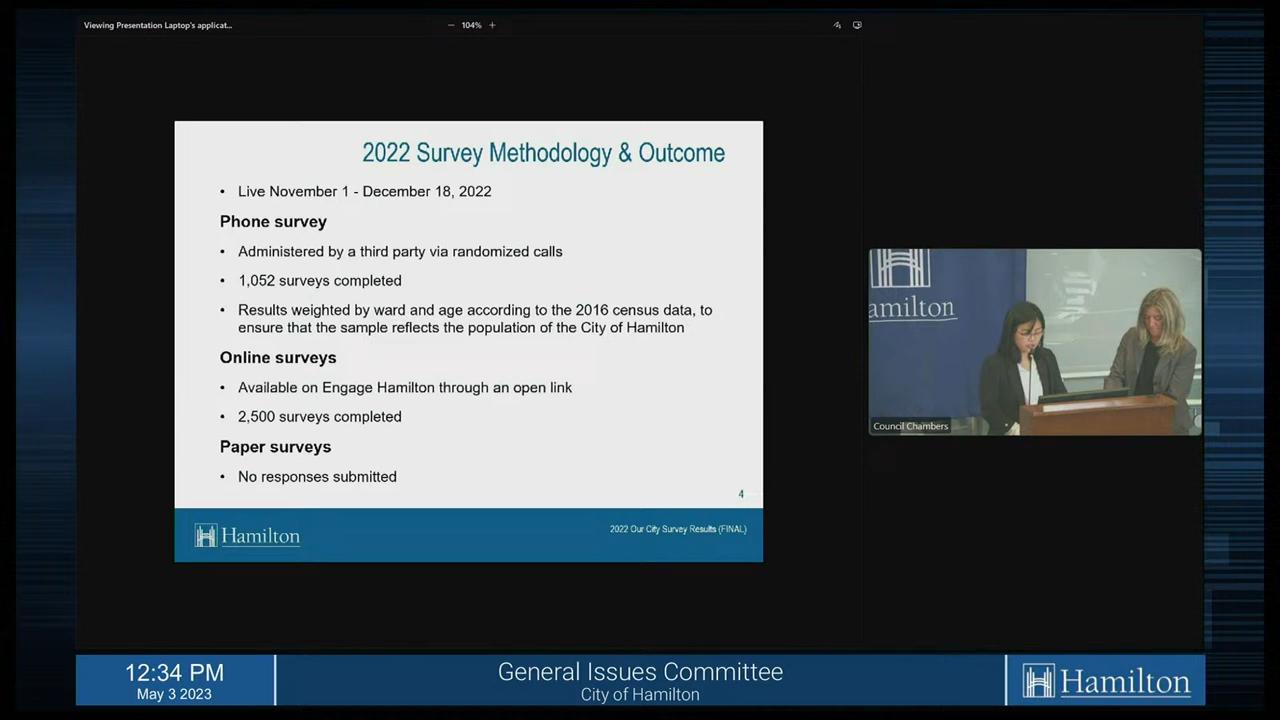 Viewing Presentation Laptop's applicat...
104%
2022 Survey Methodology & Outcome
• Live November 1 - December 18, 2022
Phone survey
• Administered by a third party via randomized calls
• 1,052 surveys completed
• Results weighted by ward and age according to the 2016 census data, to
ensure that the sample reflects the population of the City of Hamilton
Online surveys
• Available on Engage Hamilton through an open link
• 2,500 surveys completed
Paper surveys
• No responses submitted
4
Hamilton
2022 Our City Survey Results (FINAL)
amilton
Council Chambers
12:34 PM
May 3 2023
General Issues Committee
City of Hamilton
Hamilton